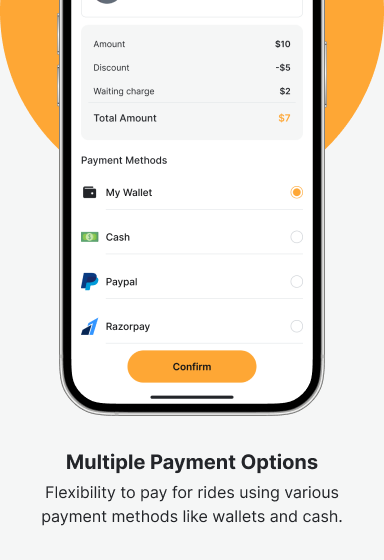 Amount $10
Discount -$5
Waiting charge $2
Total Amount $7
Payment Methods
My Wallet
Cash
Paypal
Razorpay
Confirm
Multiple Payment Options
Flexibility to pay for rides using various
payment methods like wallets and cash.